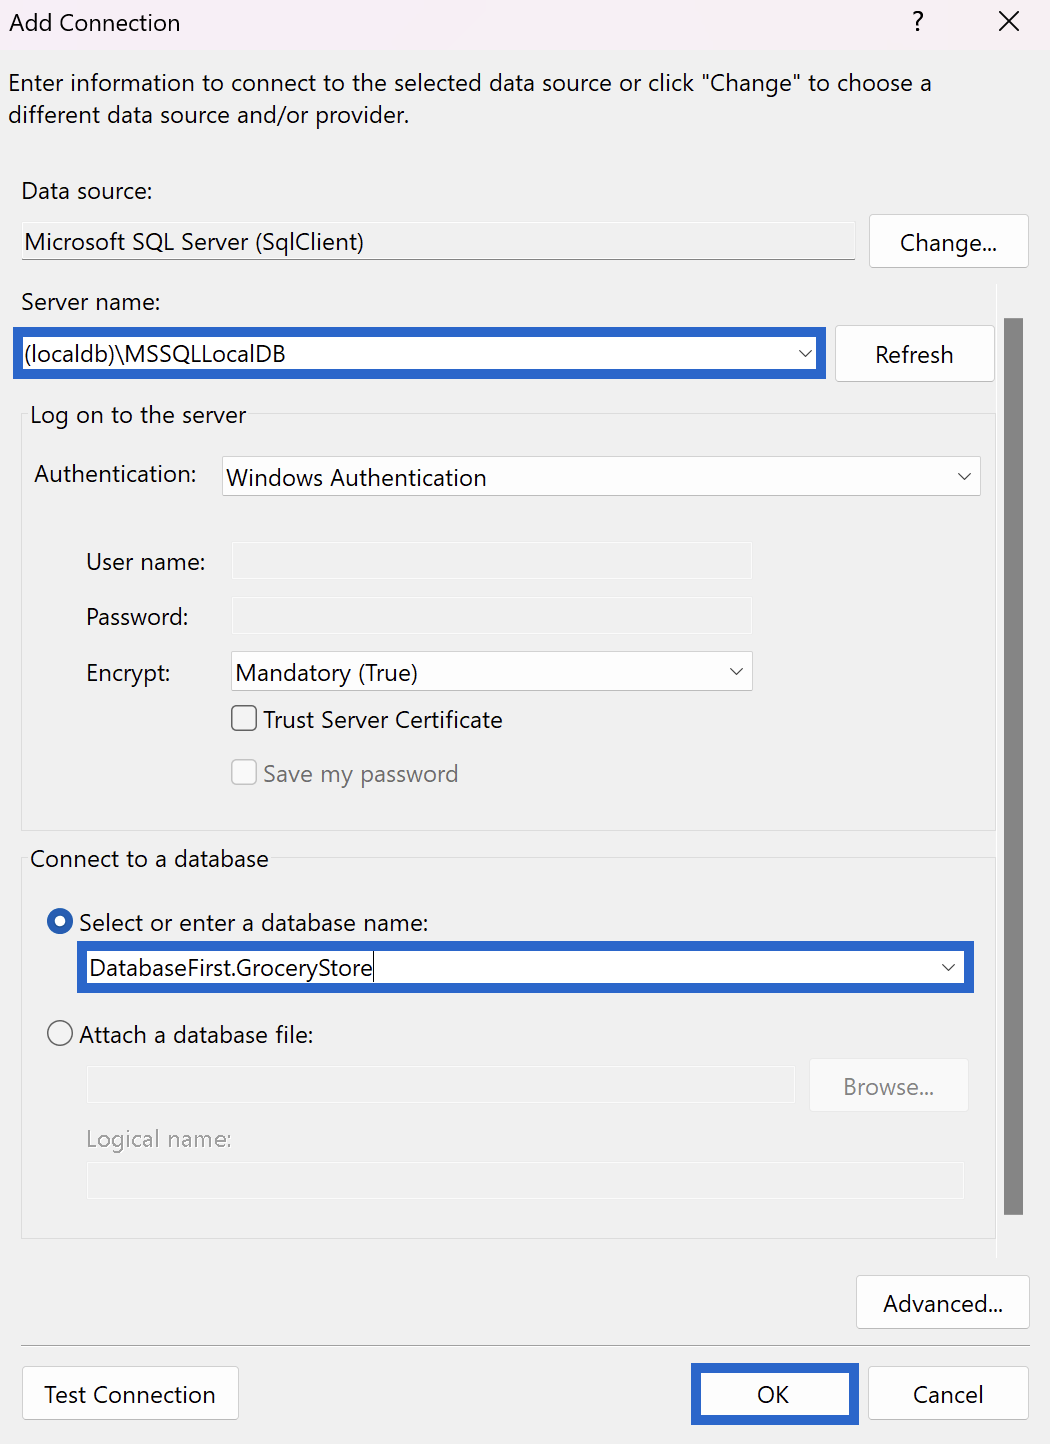 Add Connection
?
Enter information to connect to the selected data source or click "Change" to choose a
different data source and/or provider.
Data source:
Microsoft SQL Server (SqlClient)
Change...
Server name:
(localdb)\MSSQLLocalDB
Refresh
Log on to the server
Authentication:
Windows Authentication
User name:
Password:
Encrypt:
Mandatory (True)
Trust Server Certificate
Save my password
Connect to a database
Select or enter a database name:
DatabaseFirst.GroceryStore
Attach a database file:
Browse...
Logical name:
Advanced...
Test Connection
OK
Cancel